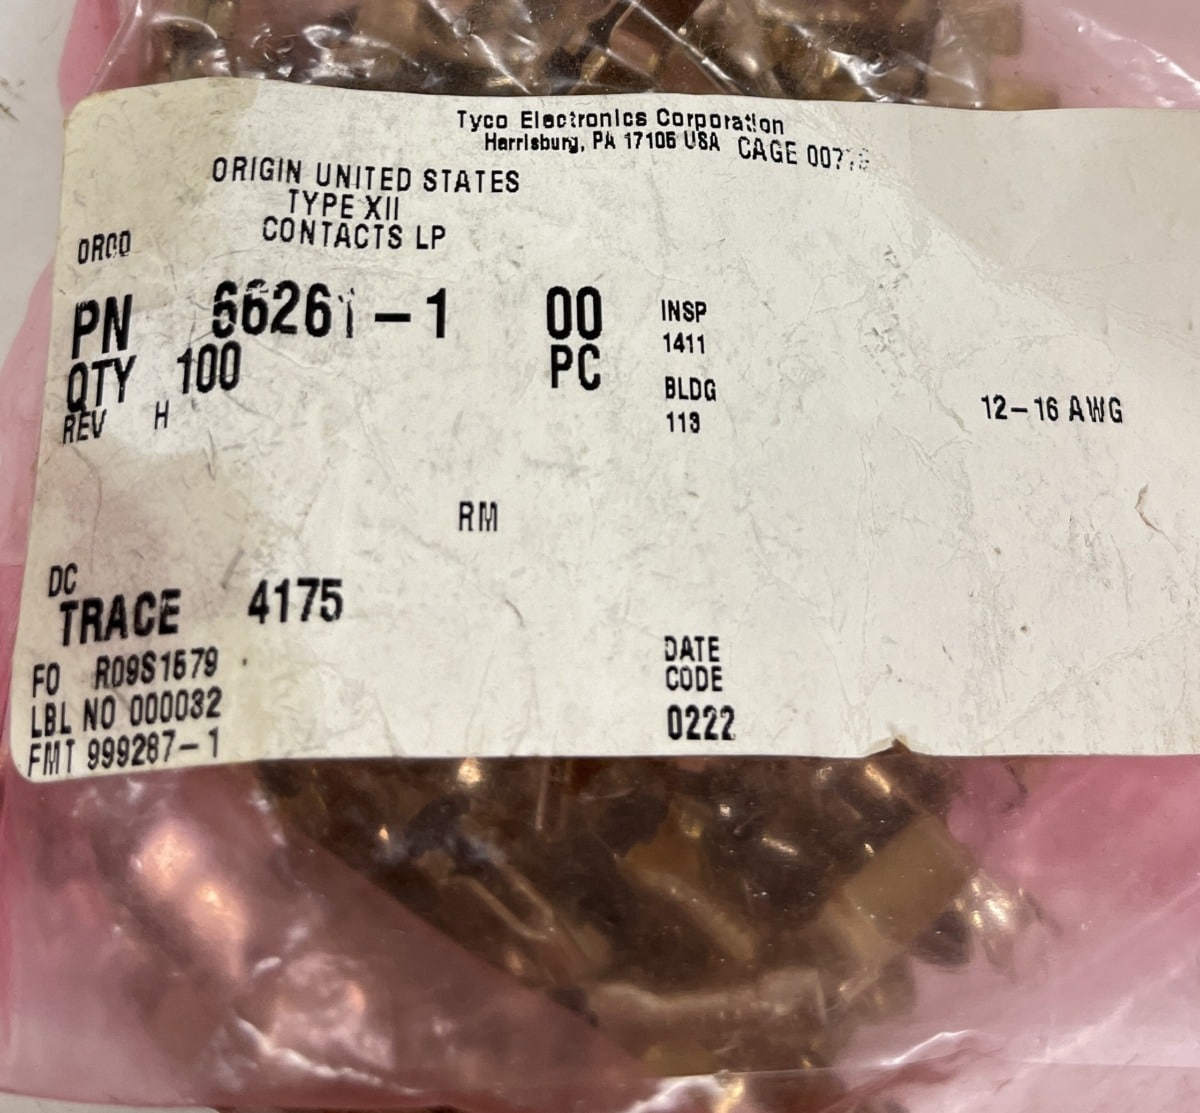 Tyco Electronics Corporation
Harrisburg, PA 17105 USA CAGE
ORIGIN UNITED STATES
TYPE XII
CONTACTS LP
PN 66261-1 00
QTY 100 PC
REV H
INSP
1411
BLDG
113
12-16 AWG
RM
DC
TRACE 4175
FO R09S1579
LBL NO 000032
FMT 999287-1
DATE
CODE
0222